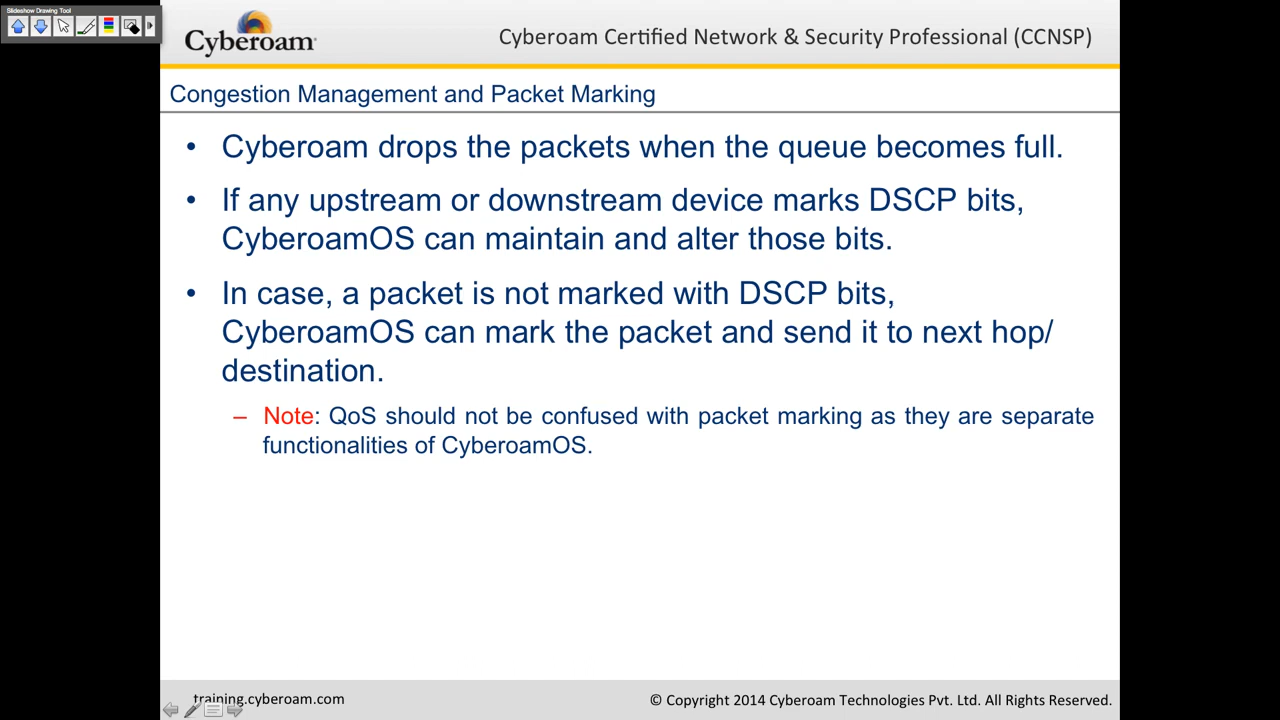 Slideshow Drawing Tool
Cyberoam
Cyberoam Certified Network & Security Professional (CCNSP)
Congestion Management and Packet Marking
• Cyberoam drops the packets when the queue becomes full.
• If any upstream or downstream device marks DSCP bits,
CyberoamOS can maintain and alter those bits.
• In case, a packet is not marked with DSCP bits,
CyberoamOS can mark the packet and send it to next hop/
destination.
– Note: QoS should not be confused with packet marking as they are separate
functionalities of CyberoamOS.
training.cyberoam.com
© Copyright 2014 Cyberoam Technologies Pvt. Ltd. All Rights Reserved.